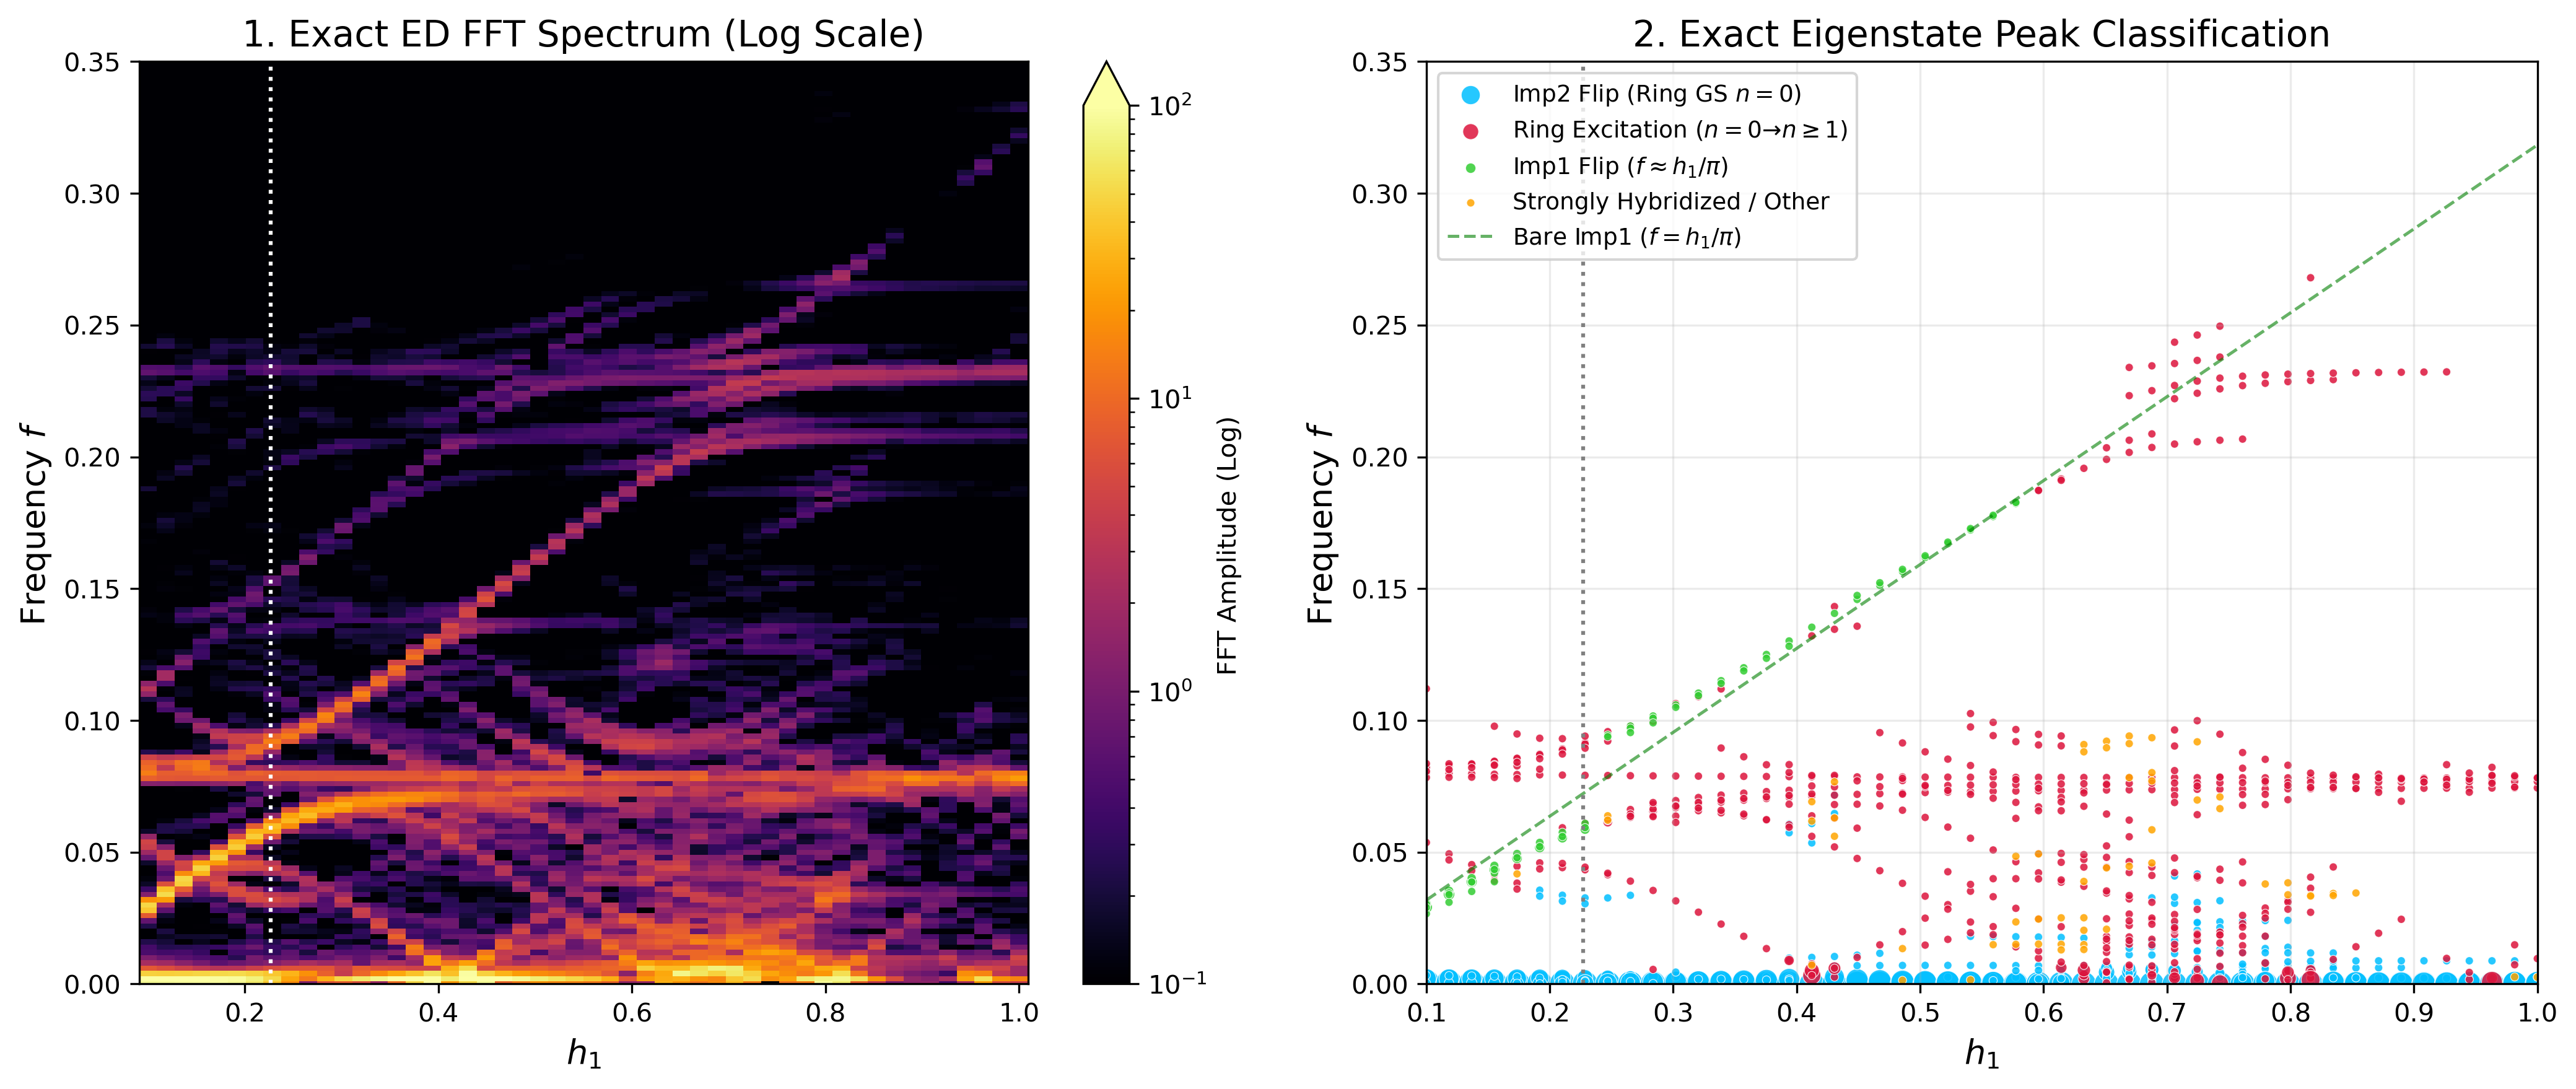 1. Exact ED FFT Spectrum (Log Scale)
Frequency f
0.35
0.30
0.25
0.20
0.15
0.10
0.05
0.00
0.2
0.4
0.6
0.8
1.0
h₁
10²
10¹
10⁰
10⁻¹
FFT Amplitude (Log)
2. Exact Eigenstate Peak Classification
Frequency f
0.35
0.30
0.25
0.20
0.15
0.10
0.05
0.00
Imp2 Flip (Ring GS n = 0)
Ring Excitation (n = 0→n ≥ 1)
Imp1 Flip (f ≈ h₁/π)
Strongly Hybridized / Other
Bare Imp1 (f = h₁/π)
0.1
0.2
0.3
0.4
0.5
0.6
0.7
0.8
0.9
1.0
h₁